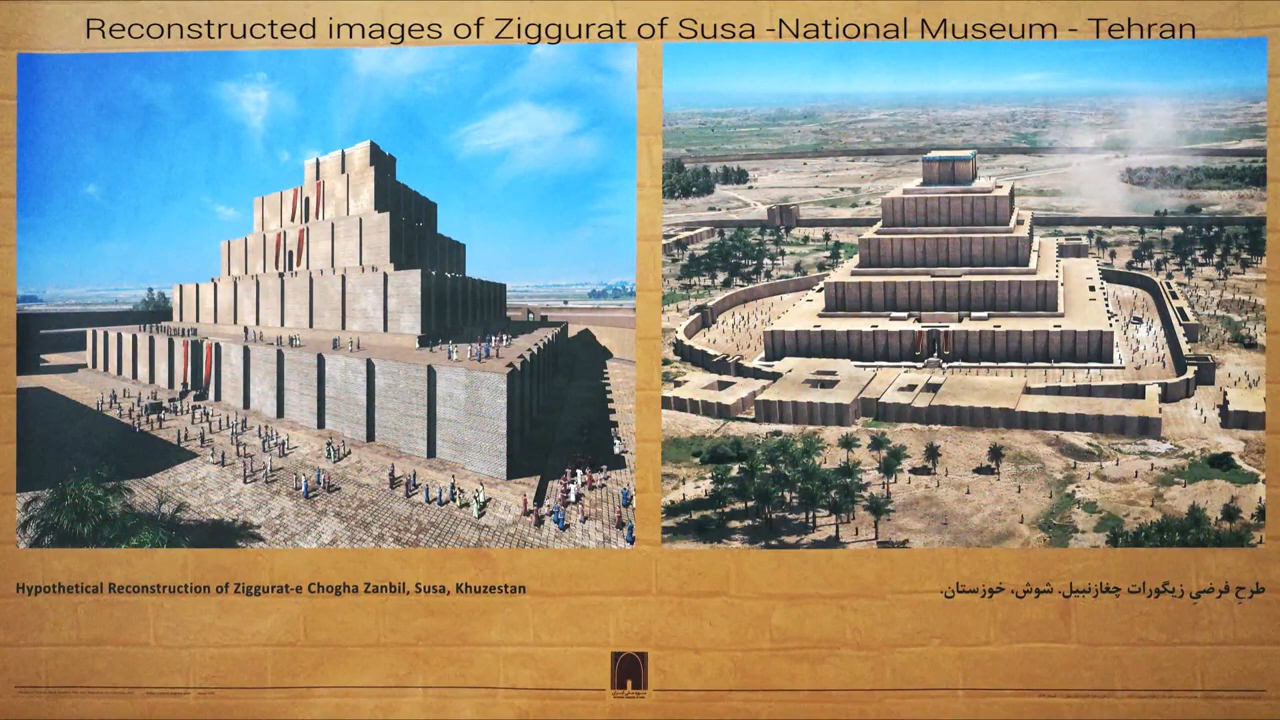 Reconstructed images of Ziggurat of Susa -National Museum - Tehran
Hypothetical Reconstruction of Ziggurat-e Chogha Zanbil, Susa, Khuzestan
طرحِ فرضیِ زیگورات چغازنبیل. شوش، خوزستان.